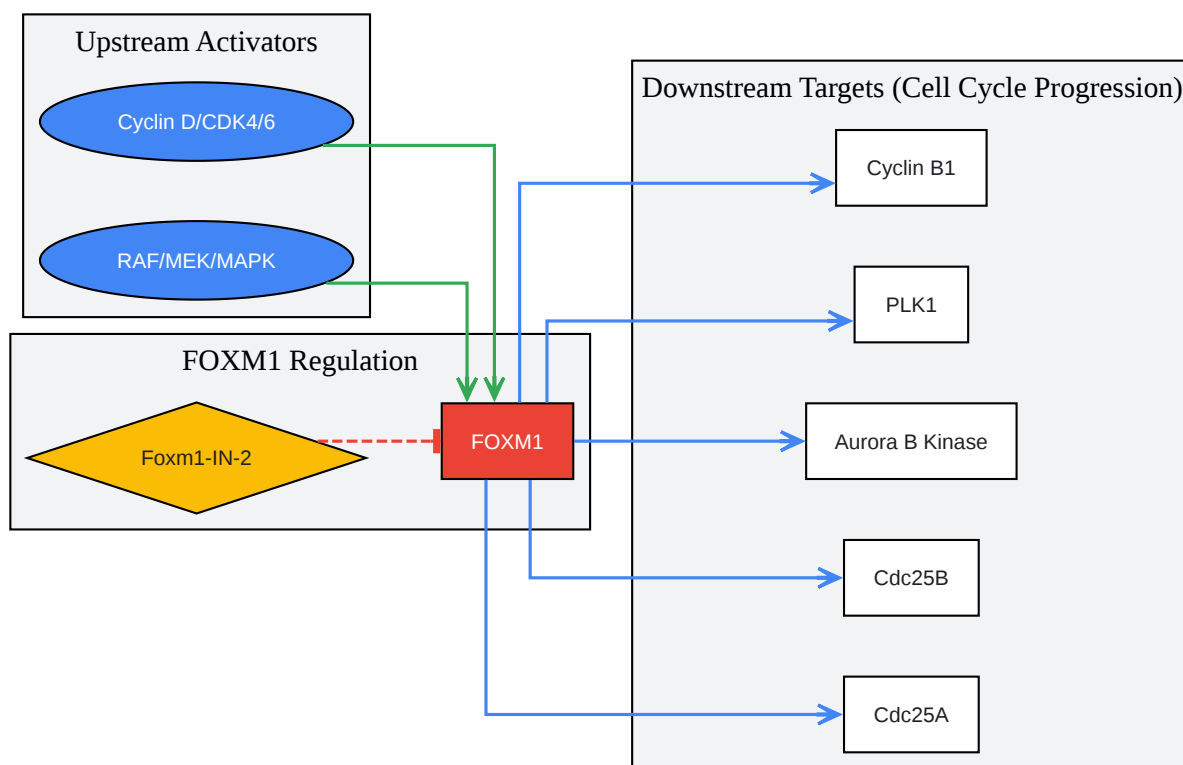 Upstream Activators
Cyclin D/CDK4/6
RAF/MEK/MAPK
FOXM1 Regulation
Foxm1-IN-2
FOXM1
Downstream Targets (Cell Cycle Progression)
Cyclin B1
PLK1
Aurora B Kinase
Cdc25B
Cdc25A